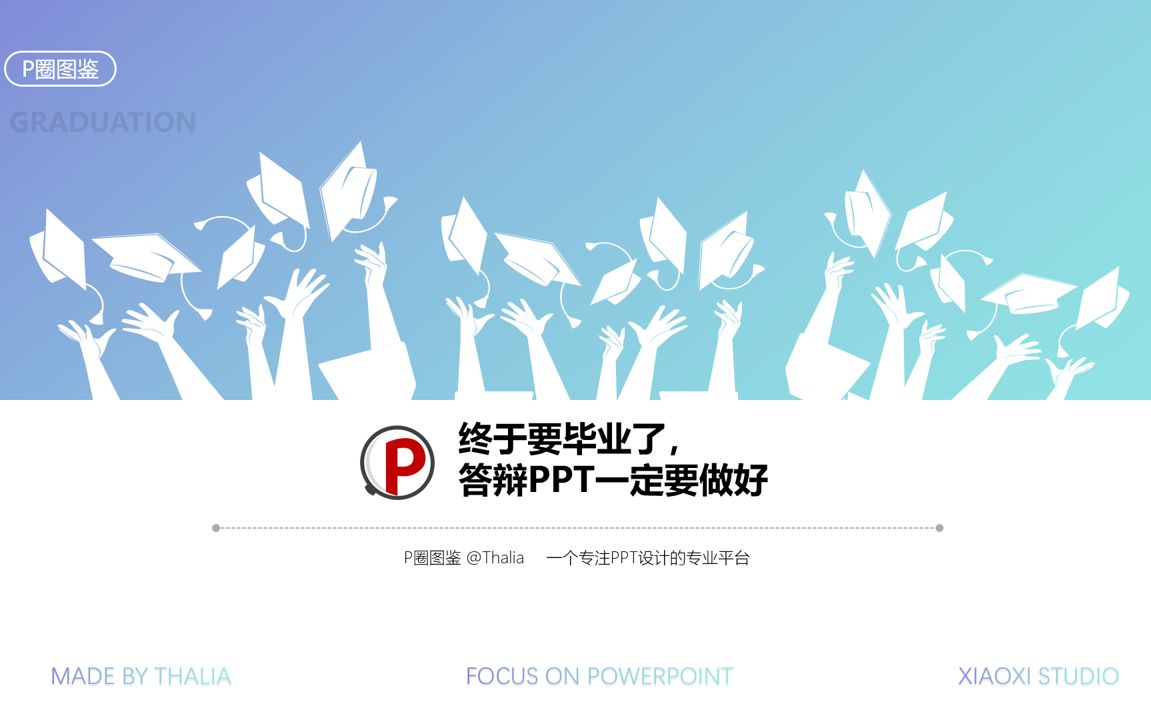 P圈图鉴
GRADUATION
P
终于要毕业了，
答辩PPT一定要做好
P圈图鉴 @Thalia 一个专注PPT设计的专业平台
MADE BY THALIA
FOCUS ON POWERPOINT
XIAOXI STUDIO